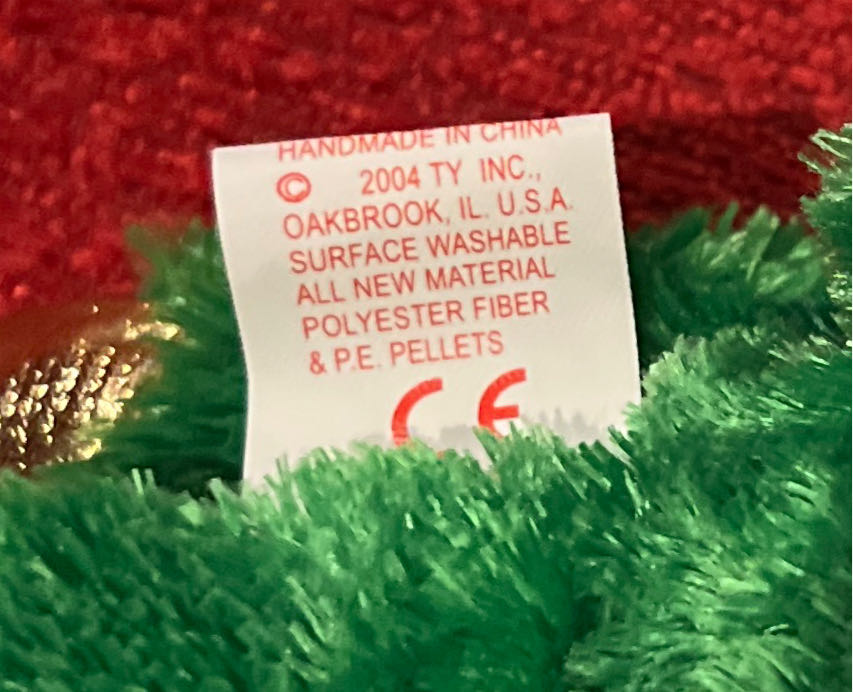 HANDMADE IN CHINA
© 2004 TY INC.,
OAKBROOK, IL. U.S.A.
SURFACE WASHABLE
ALL NEW MATERIAL
POLYESTER FIBER
& P.E. PELLETS
CE